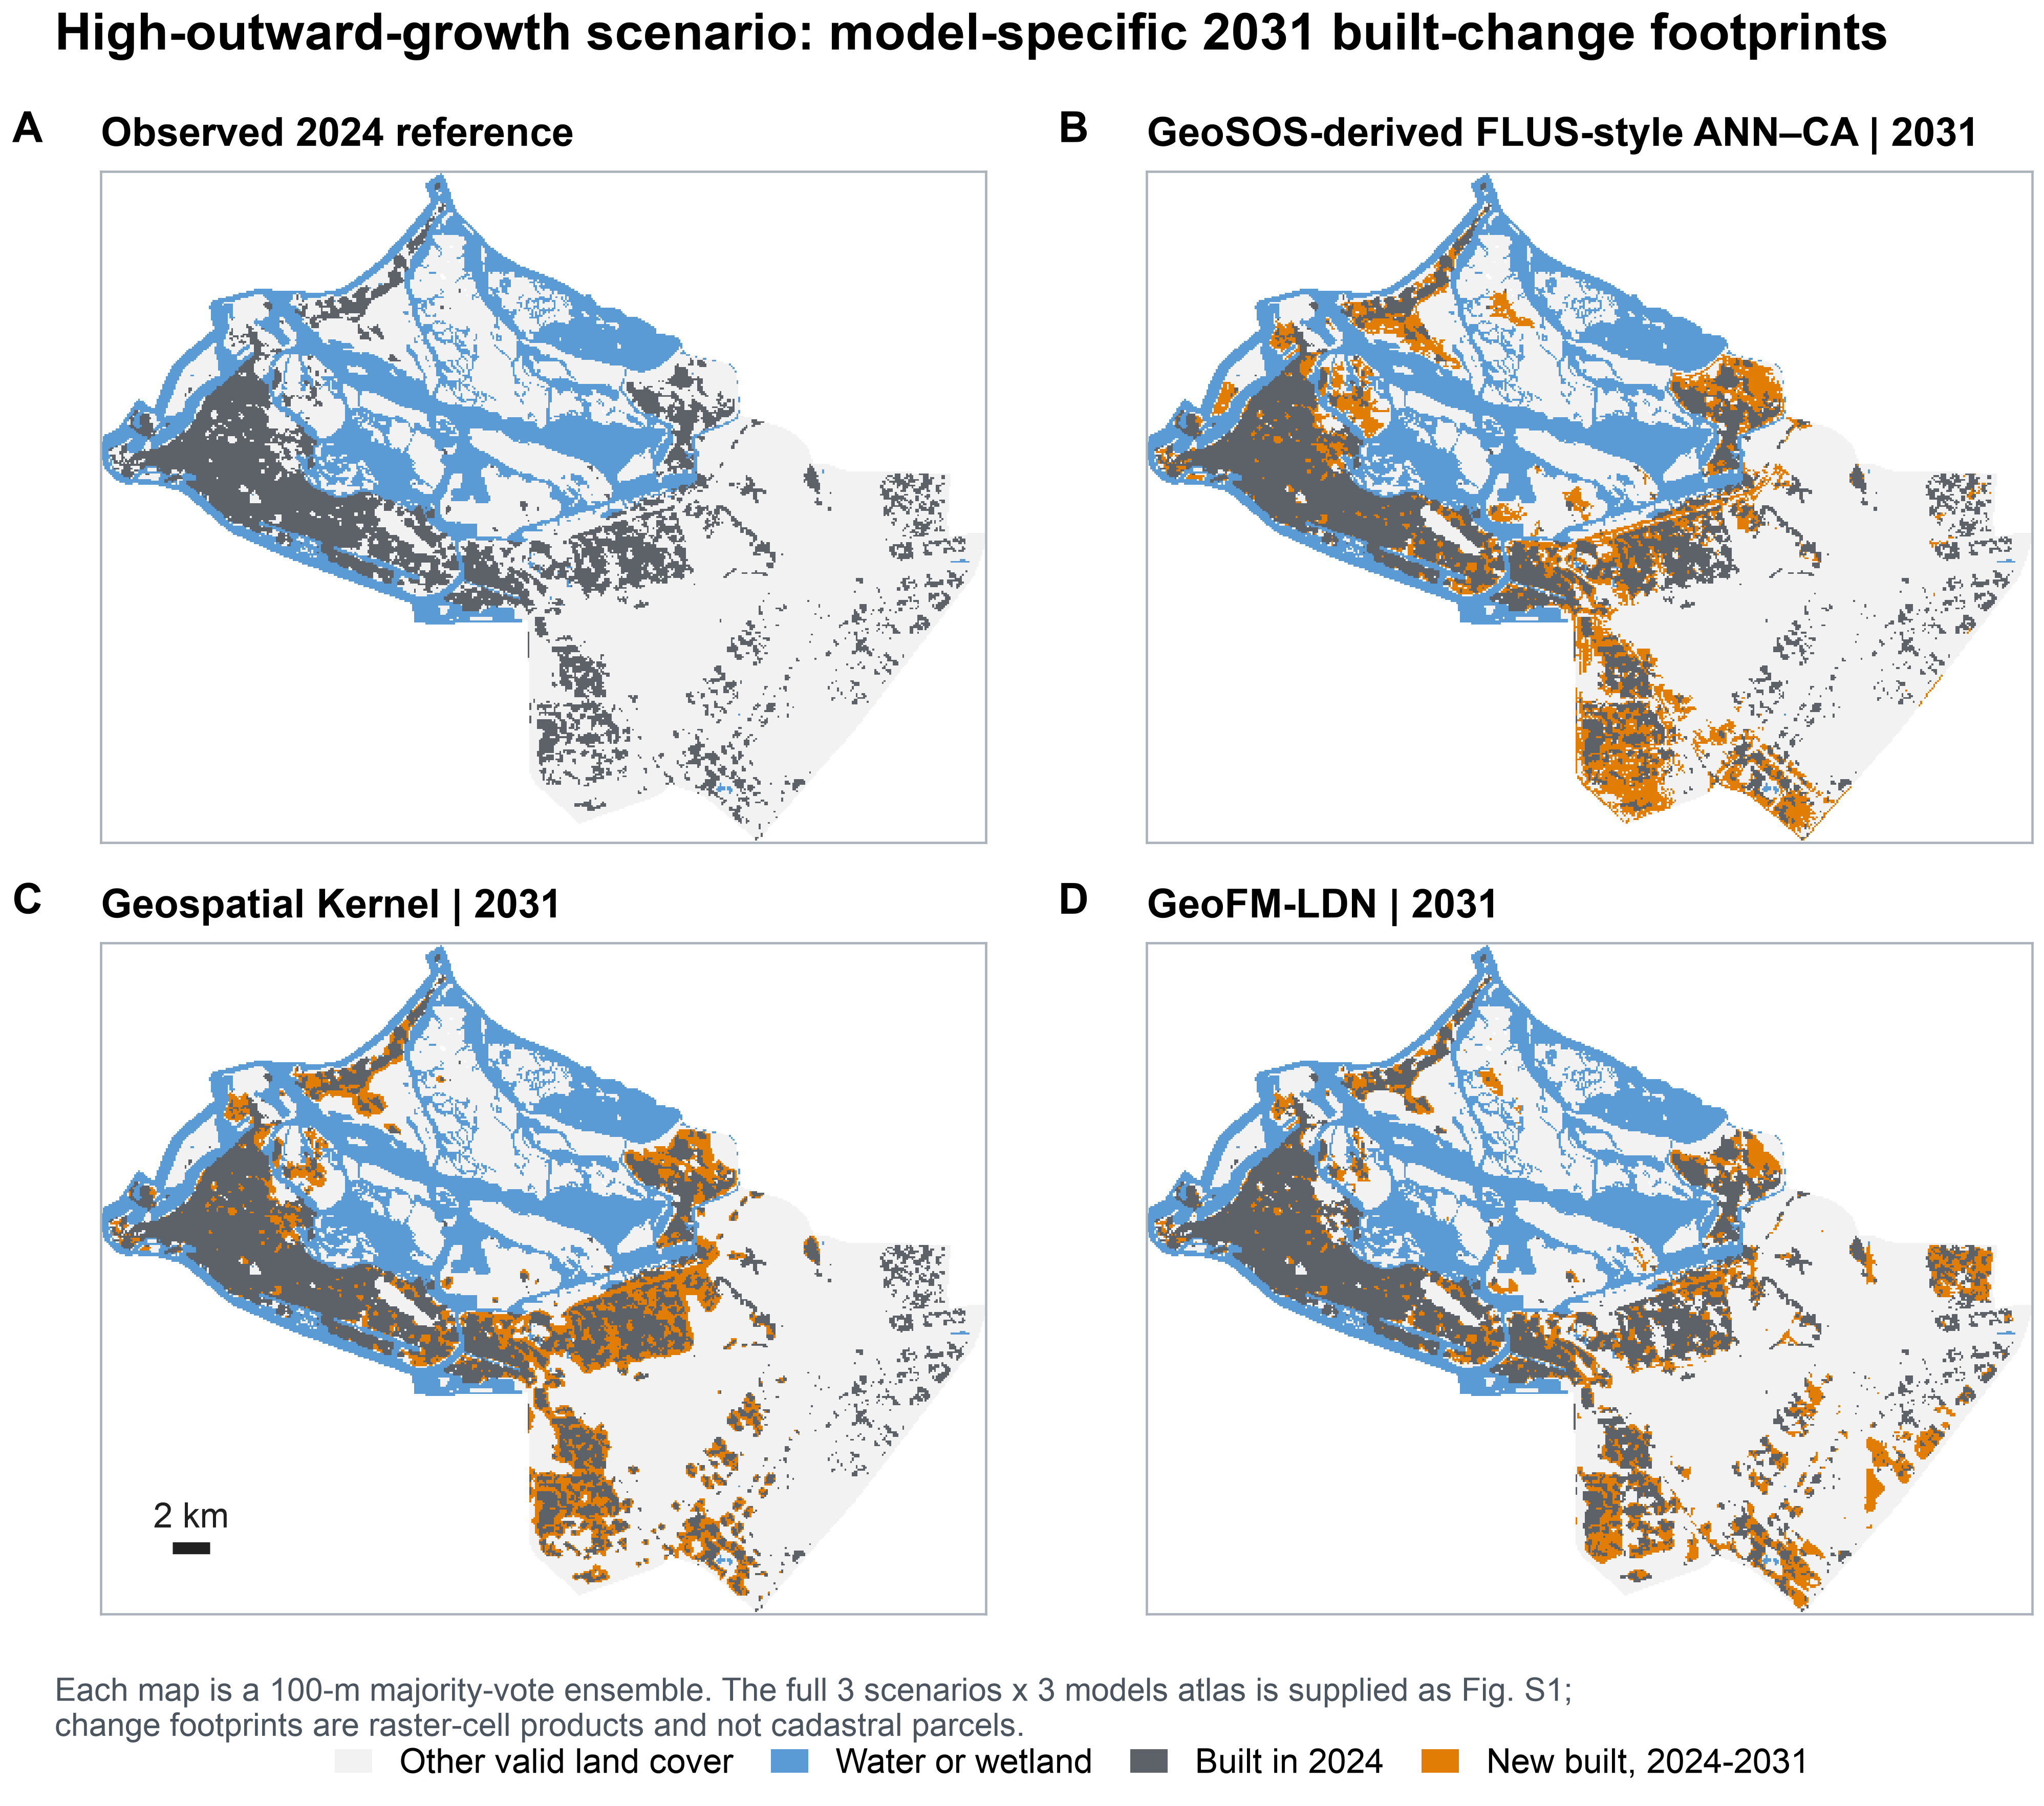 High-outward-growth scenario: model-specific 2031 built-change footprints
A
Observed 2024 reference
B
GeoSOS-derived FLUS-style ANN–CA | 2031
C
Geospatial Kernel | 2031
D
GeoFM-LDN | 2031
2 km
Each map is a 100-m majority-vote ensemble. The full 3 scenarios x 3 models atlas is supplied as Fig. S1;
change footprints are raster-cell products and not cadastral parcels.
Other valid land cover
Water or wetland
Built in 2024
New built, 2024-2031